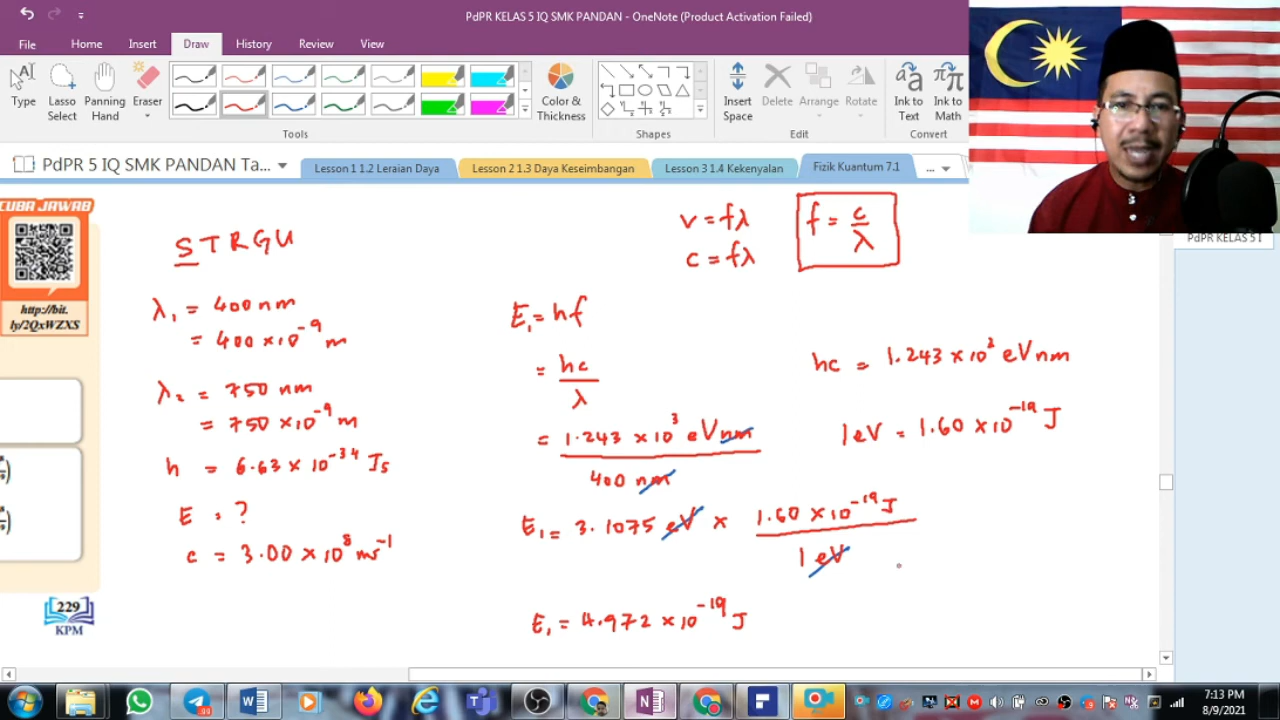 PdPR KELAS 5 IQ SMK PANDAN - OneNote (Product Activation Failed)
File Home Insert Draw History Review View
Type
Lasso Select
Panning Hand
Eraser
Color & Thickness
Insert Space
Delete
Arrange
Rotate
Ink to Text
Ink to Math
Tools
Shapes
Edit
Convert
PdPR 5 IQ SMK PANDAN Ta...
Lesson 1 1.2 Leraian Daya
Lesson 2 1.3 Daya Keseimbangan
Lesson 3 1.4 Kekenyalan
Fizik Kuantum 7.1
...
PdPR KELAS 5 I
CUBA JAWAB
http://bit.
ly/2QxWZXS
229
KPM
STRGU
λ₁ = 400 nm
= 400 × 10⁻⁹ m
λ₂ = 750 nm
= 750 × 10⁻⁹ m
h = 6.63 × 10⁻³⁴ Js
E = ?
c = 3.00 × 10⁸ ms⁻¹
v = fλ
c = fλ
f = c/λ
E₁ = hf
= hc/λ
= 1.243 × 10³ eVnm
400 nm
E₁ = 3.1075 eV × 1.60 × 10⁻¹⁹ J
1 eV
E₁ = 4.972 × 10⁻¹⁹ J
hc = 1.243 × 10³ eVnm
1eV = 1.60 × 10⁻¹⁹ J
7:13 PM
8/9/2021